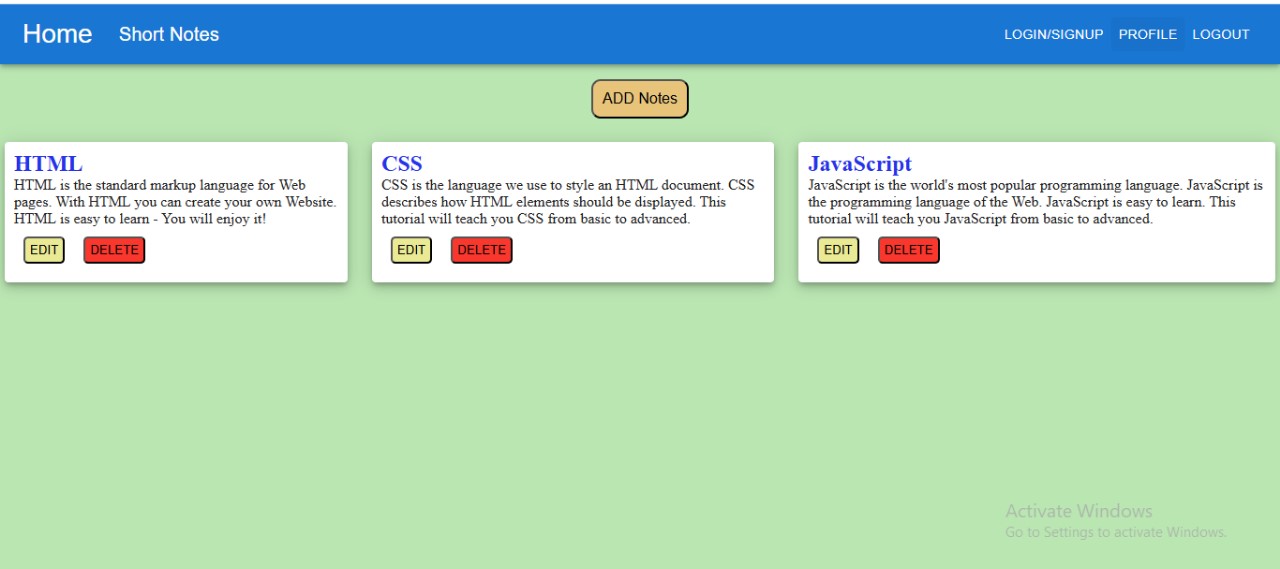 Home Short Notes LOGIN/SIGNUP PROFILE LOGOUT
ADD Notes
HTML
HTML is the standard markup language for Web
pages. With HTML you can create your own Website.
HTML is easy to learn - You will enjoy it!
EDIT DELETE
CSS
CSS is the language we use to style an HTML document. CSS
describes how HTML elements should be displayed. This
tutorial will teach you CSS from basic to advanced.
EDIT DELETE
JavaScript
JavaScript is the world's most popular programming language. JavaScript is
the programming language of the Web. JavaScript is easy to learn. This
tutorial will teach you JavaScript from basic to advanced.
EDIT DELETE
Activate Windows
Go to Settings to activate Windows.